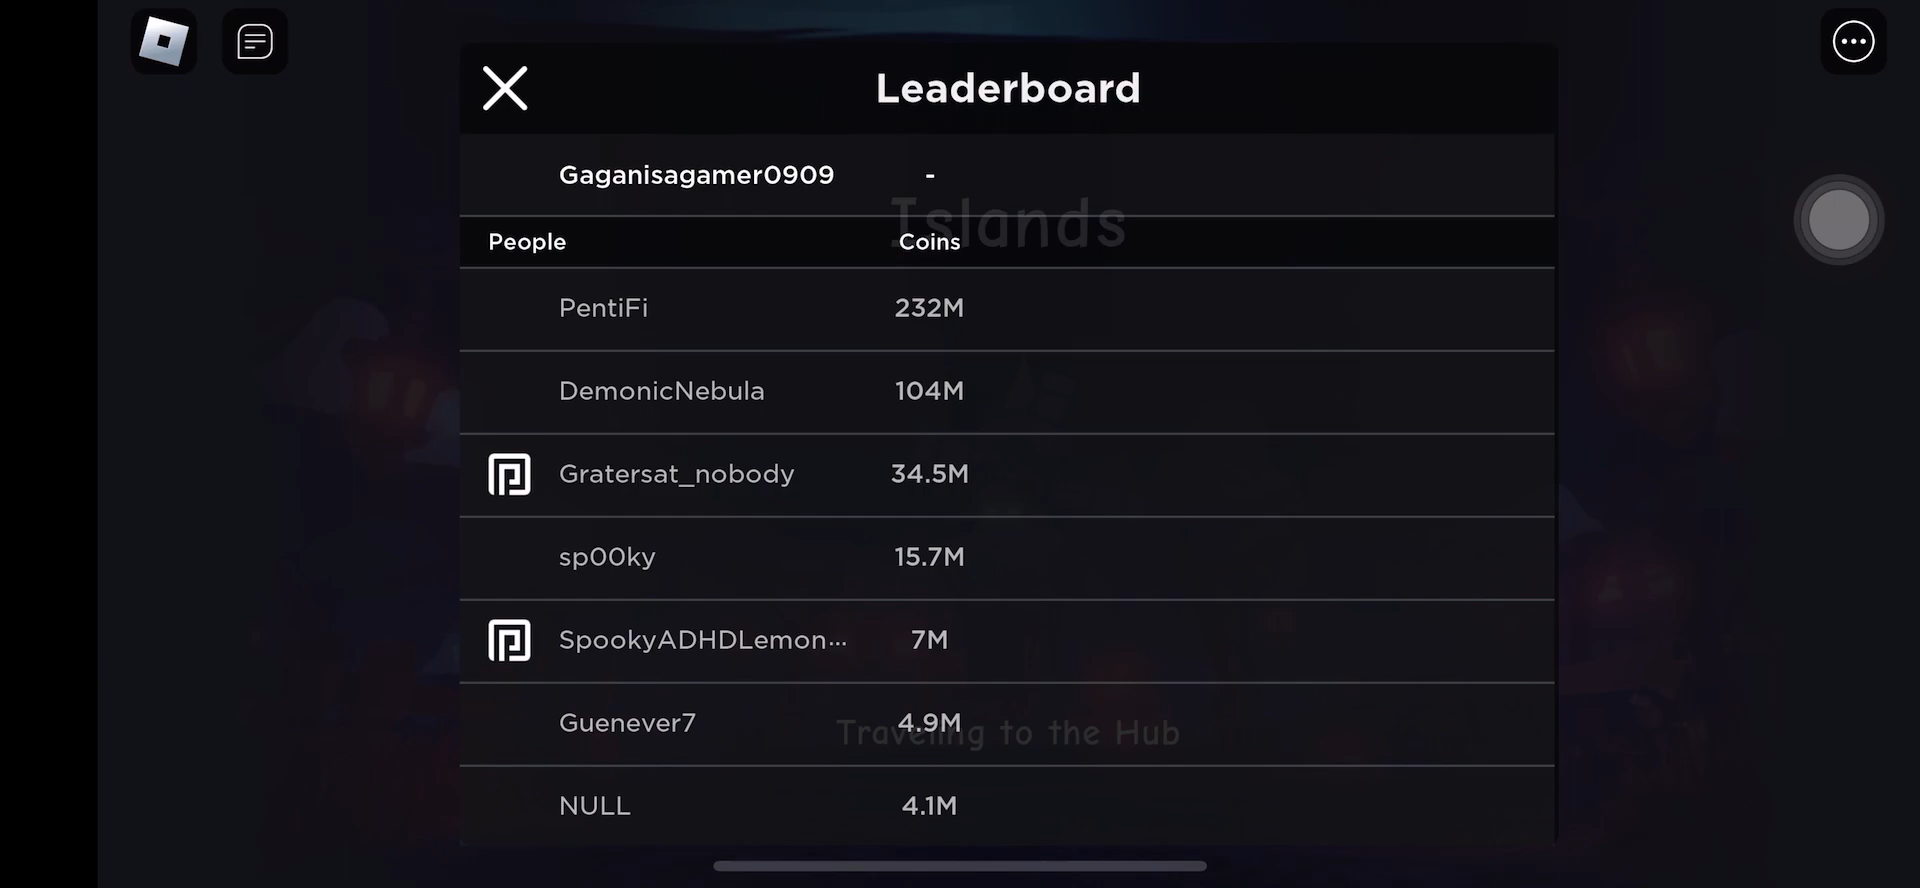 Leaderboard
Gaganisagamer0909 -
Islands
People Coins
PentiFi 232M
DemonicNebula 104M
Gratersat_nobody 34.5M
sp00ky 15.7M
SpookyADHDLemon... 7M
Guenever7 4.9M
Traveling to the Hub
NULL 4.1M